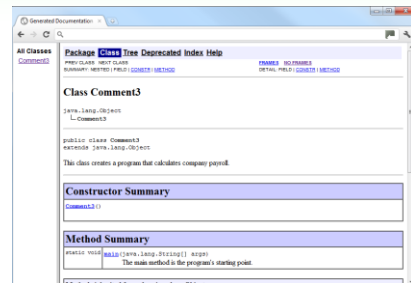 Generated Documentation
All Classes
Comment3
Package Class Tree Deprecated Index Help
PREV CLASS NEXT CLASS
FRAMES NO FRAMES
SUMMARY: NESTED | FIELD | CONSTR | METHOD
DETAIL: FIELD | CONSTR | METHOD
Class Comment3
java.lang.Object
Comment3
public class Comment3
extends java.lang.Object
This class creates a program that calculates company payroll.
Constructor Summary
Comment3()
Method Summary
static void main(java.lang.String[] args)
The main method is the program's starting point.